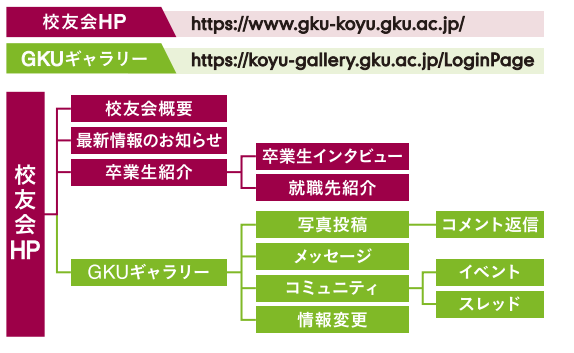 校友会HP
https://www.gku-koyu.gku.ac.jp/
GKUギャラリー
https://koyu-gallery.gku.ac.jp/LoginPage
校友会HP
校友会概要
最新情報のお知らせ
卒業生紹介
卒業生インタビュー
就職先紹介
GKUギャラリー
写真投稿
コメント返信
メッセージ
コミュニティ
イベント
スレッド
情報変更